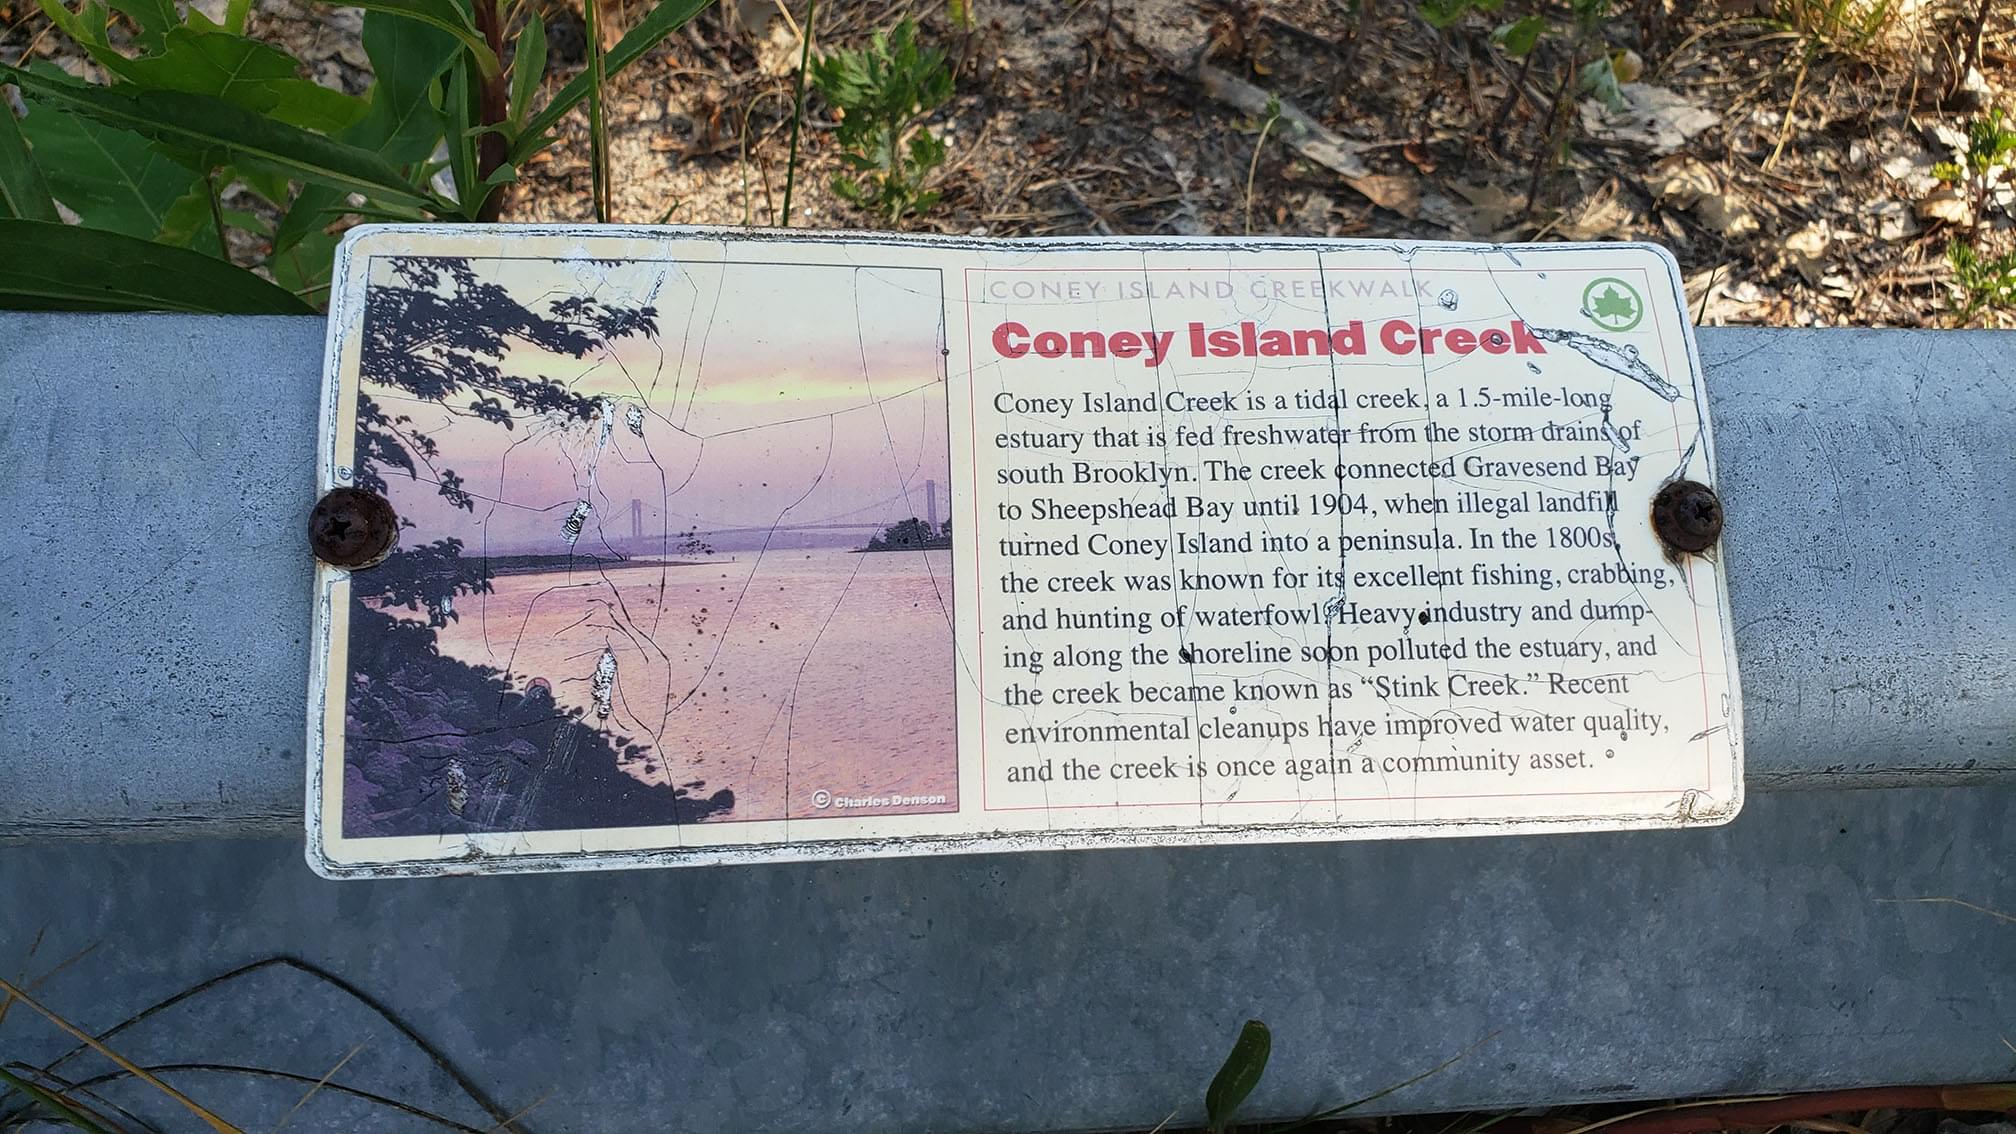 CONEY ISLAND CREEKWALK
Coney Island Creek
Coney Island Creek is a tidal creek, a 1.5-mile-long
estuary that is fed freshwater from the storm drains of
south Brooklyn. The creek connected Gravesend Bay
to Sheepshead Bay until 1904, when illegal landfill
turned Coney Island into a peninsula. In the 1800s,
the creek was known for its excellent fishing, crabbing,
and hunting of waterfowl. Heavy industry and dump-
ing along the shoreline soon polluted the estuary, and
the creek became known as “Stink Creek.” Recent
environmental cleanups have improved water quality,
and the creek is once again a community asset.
© Charles Denson